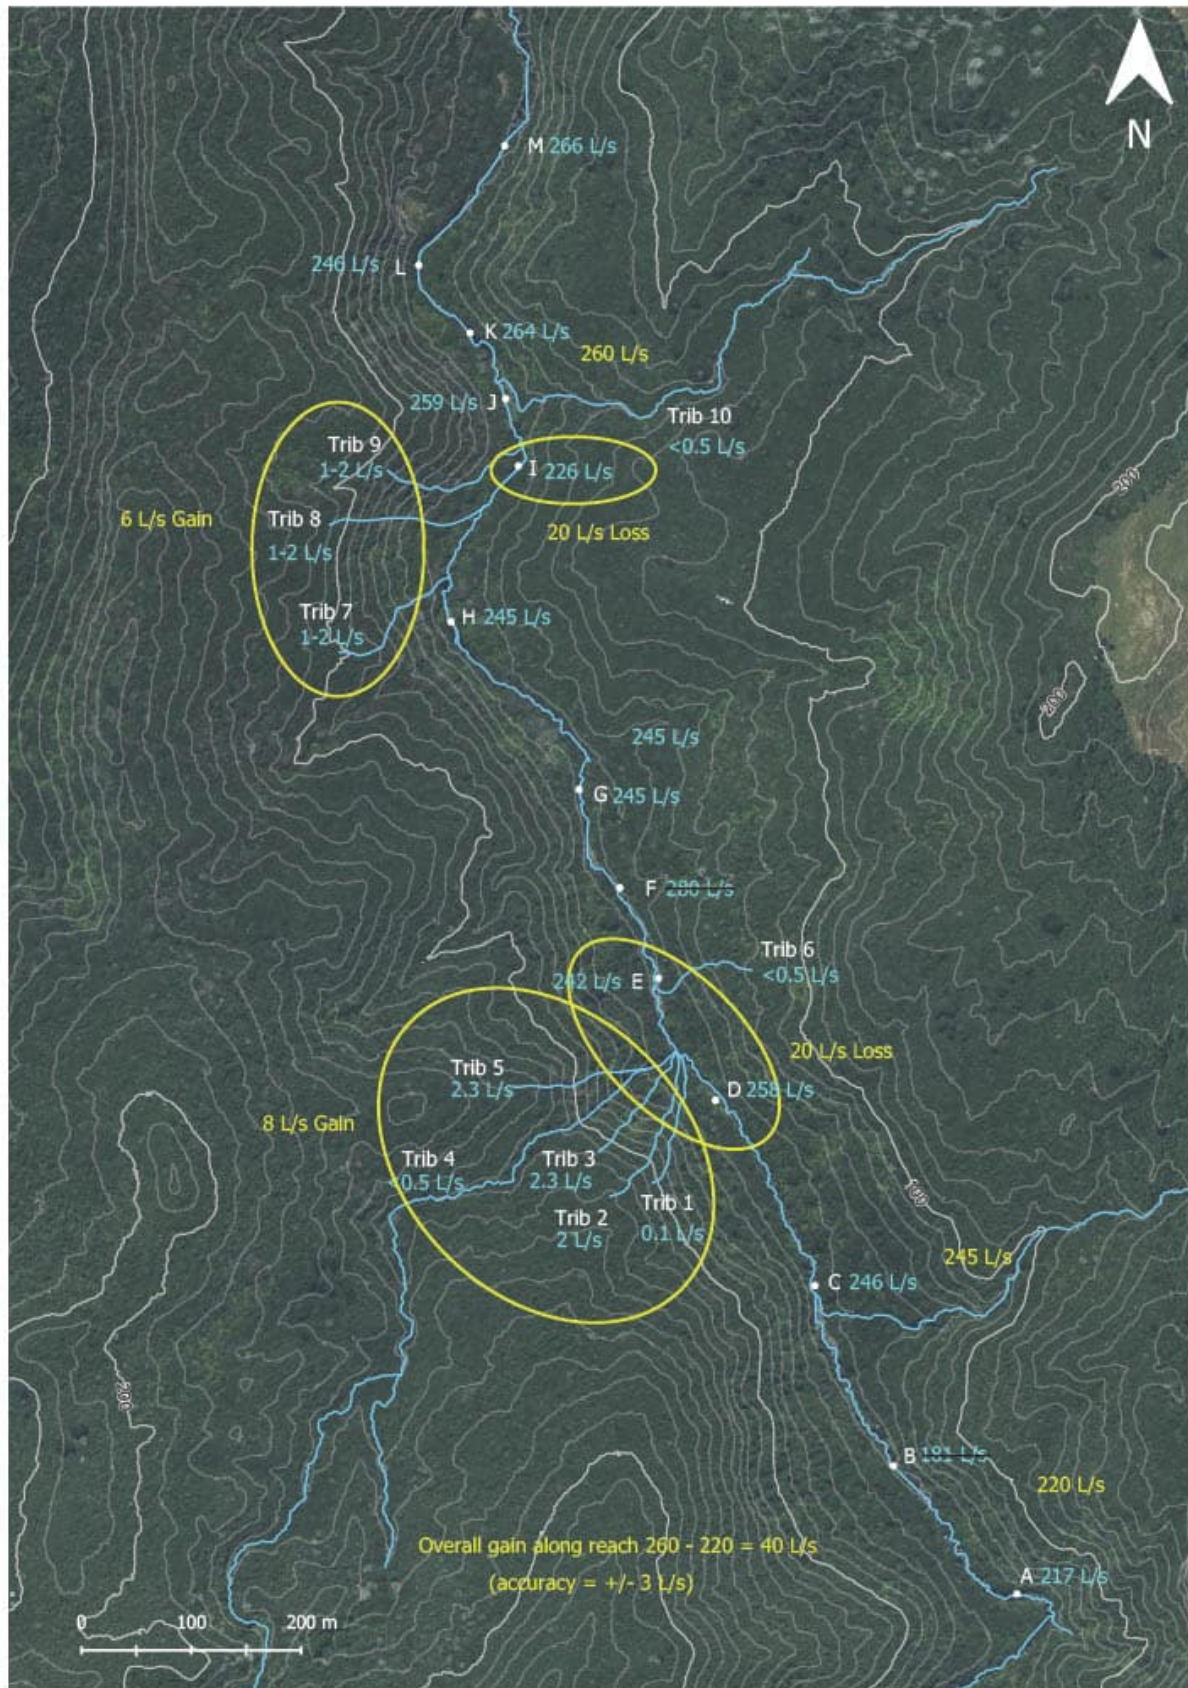 N
M 266 L/s
246 L/s L
K 264 L/s
260 L/s
259 L/s J
Trib 10
<0.5 L/s
Trib 9
1-2 L/s
I 226 L/s
200
6 L/s Gain
Trib 8
1-2 L/s
20 L/s Loss
Trib 7
1-2 L/s
H 245 L/s
200
245 L/s
G 245 L/s
F 280 L/s
Trib 6
<0.5 L/s
242 L/s E
20 L/s Loss
Trib 5
2.3 L/s
D 258 L/s
8 L/s Gain
Trib 4
<0.5 L/s
Trib 3
2.3 L/s
Trib 2
2 L/s
Trib 1
0.1 L/s
100
245 L/s
C 246 L/s
200
B 181 L/s
220 L/s
Overall gain along reach 260 - 220 = 40 L/s
(accuracy = +/- 3 L/s)
A 217 L/s
0 100 200 m